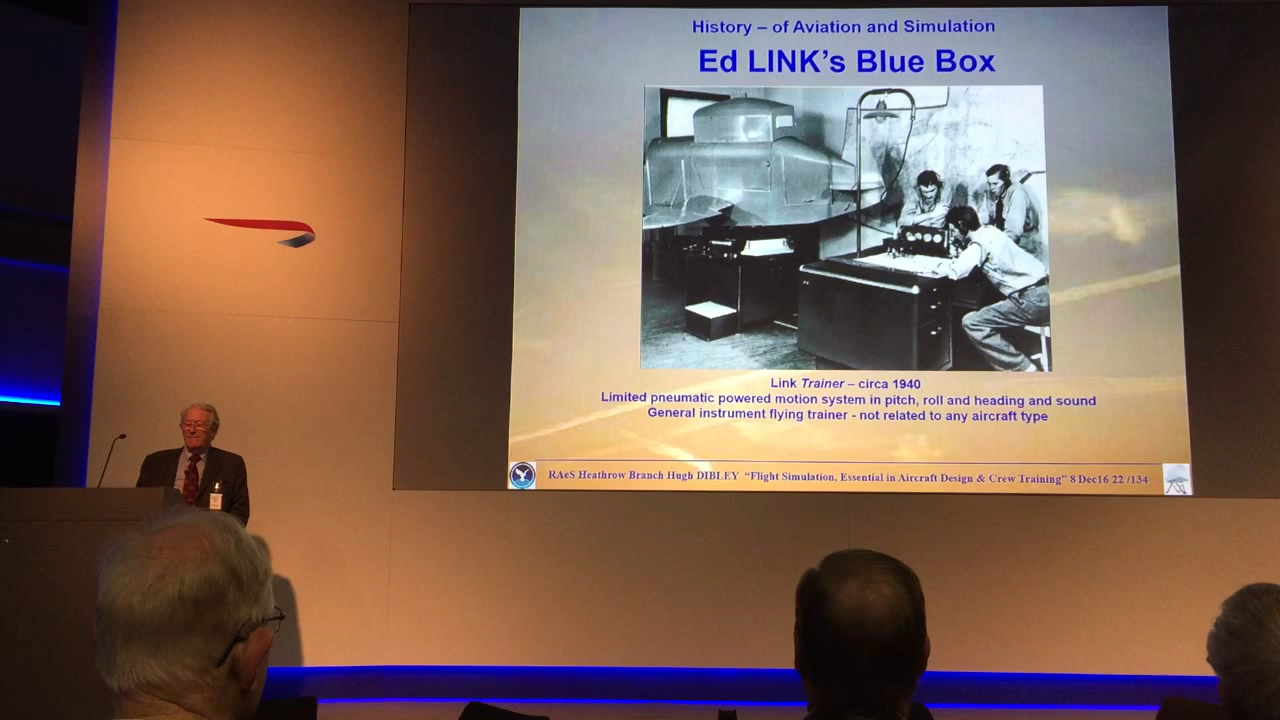 History – of Aviation and Simulation
Ed LINK's Blue Box
Link Trainer – circa 1940
Limited pneumatic powered motion system in pitch, roll and heading and sound
General instrument flying trainer - not related to any aircraft type
RAeS Heathrow Branch Hugh DIBLEY "Flight Simulation, Essential in Aircraft Design & Crew Training" 8 Dec16 22 /134